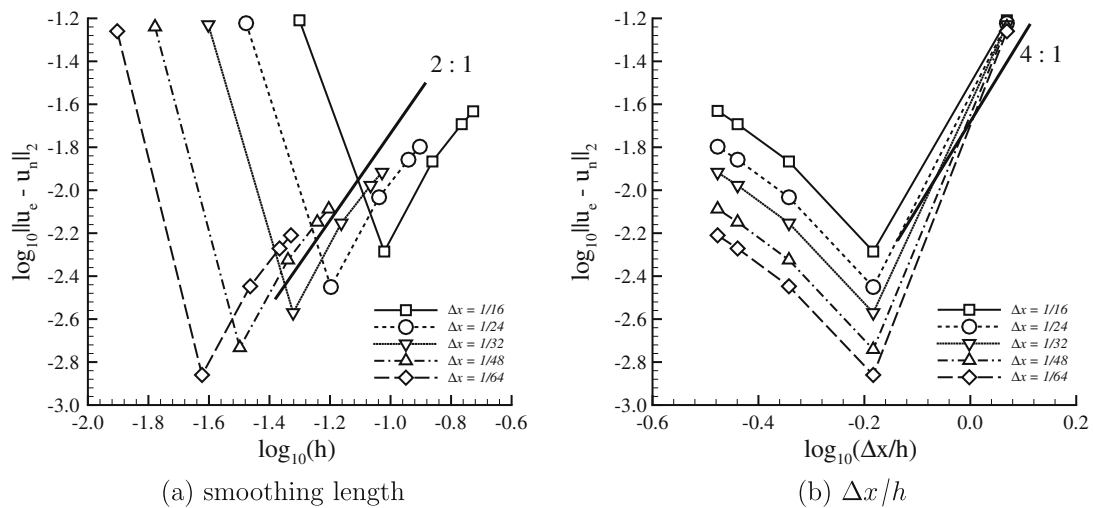 -1.2
-1.4
-1.6
-1.8
-2.0
-2.2
-2.4
-2.6
-2.8
-3.0
log₁₀||uₑ - uₙ||₂
2 : 1
Δx = 1/16
Δx = 1/24
Δx = 1/32
Δx = 1/48
Δx = 1/64
-2.0 -1.8 -1.6 -1.4 -1.2 -1.0 -0.8 -0.6
log₁₀(h)
(a) smoothing length
-1.2
-1.4
-1.6
-1.8
-2.0
-2.2
-2.4
-2.6
-2.8
-3.0
log₁₀||uₑ - uₙ||₂
4 : 1
Δx = 1/16
Δx = 1/24
Δx = 1/32
Δx = 1/48
Δx = 1/64
-0.6 -0.4 -0.2 0.0 0.2
log₁₀(Δx/h)
(b) Δx/h